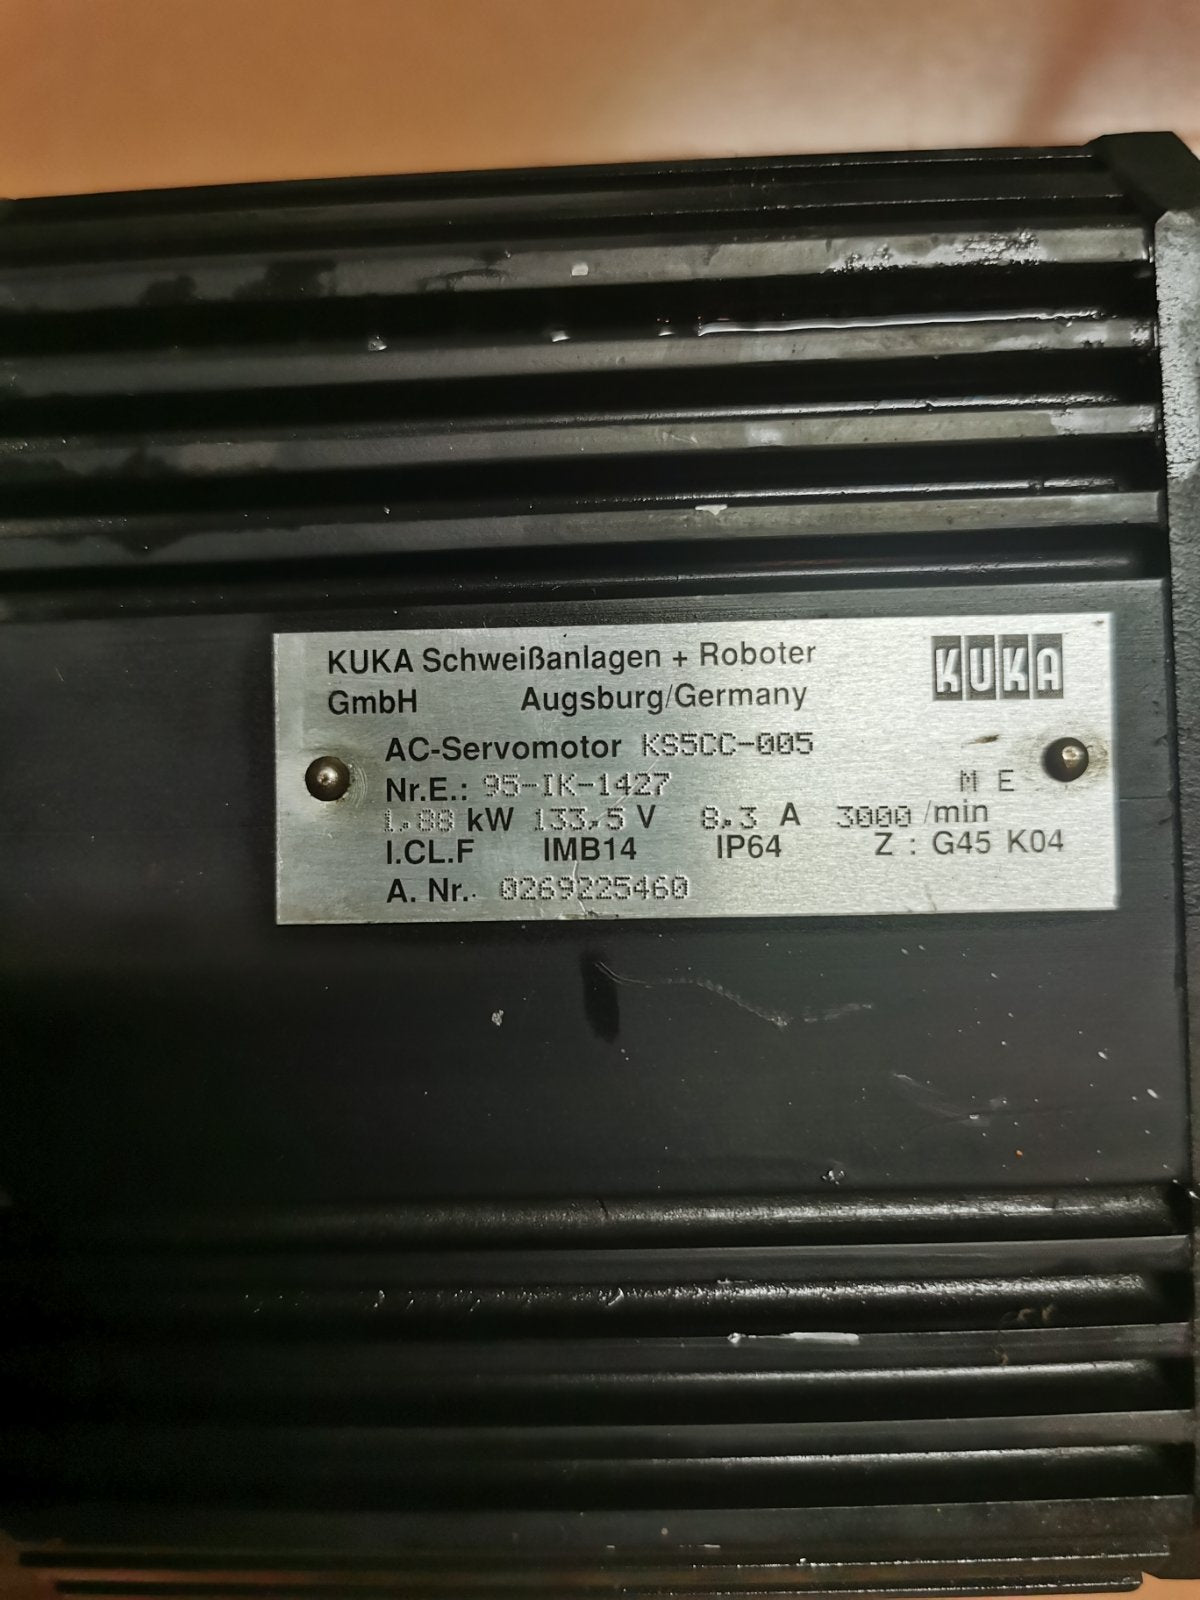 KUKA Schweißanlagen + Roboter
GmbH Augsburg/Germany
KUKA
AC-Servomotor KS5CC-005
Nr.E.: 95-IK-1427 M E
1.88 kW 133.5 V 8.3 A 3000 /min
I.CL.F IMB14 IP64 Z : G45 K04
A. Nr. 0269225460